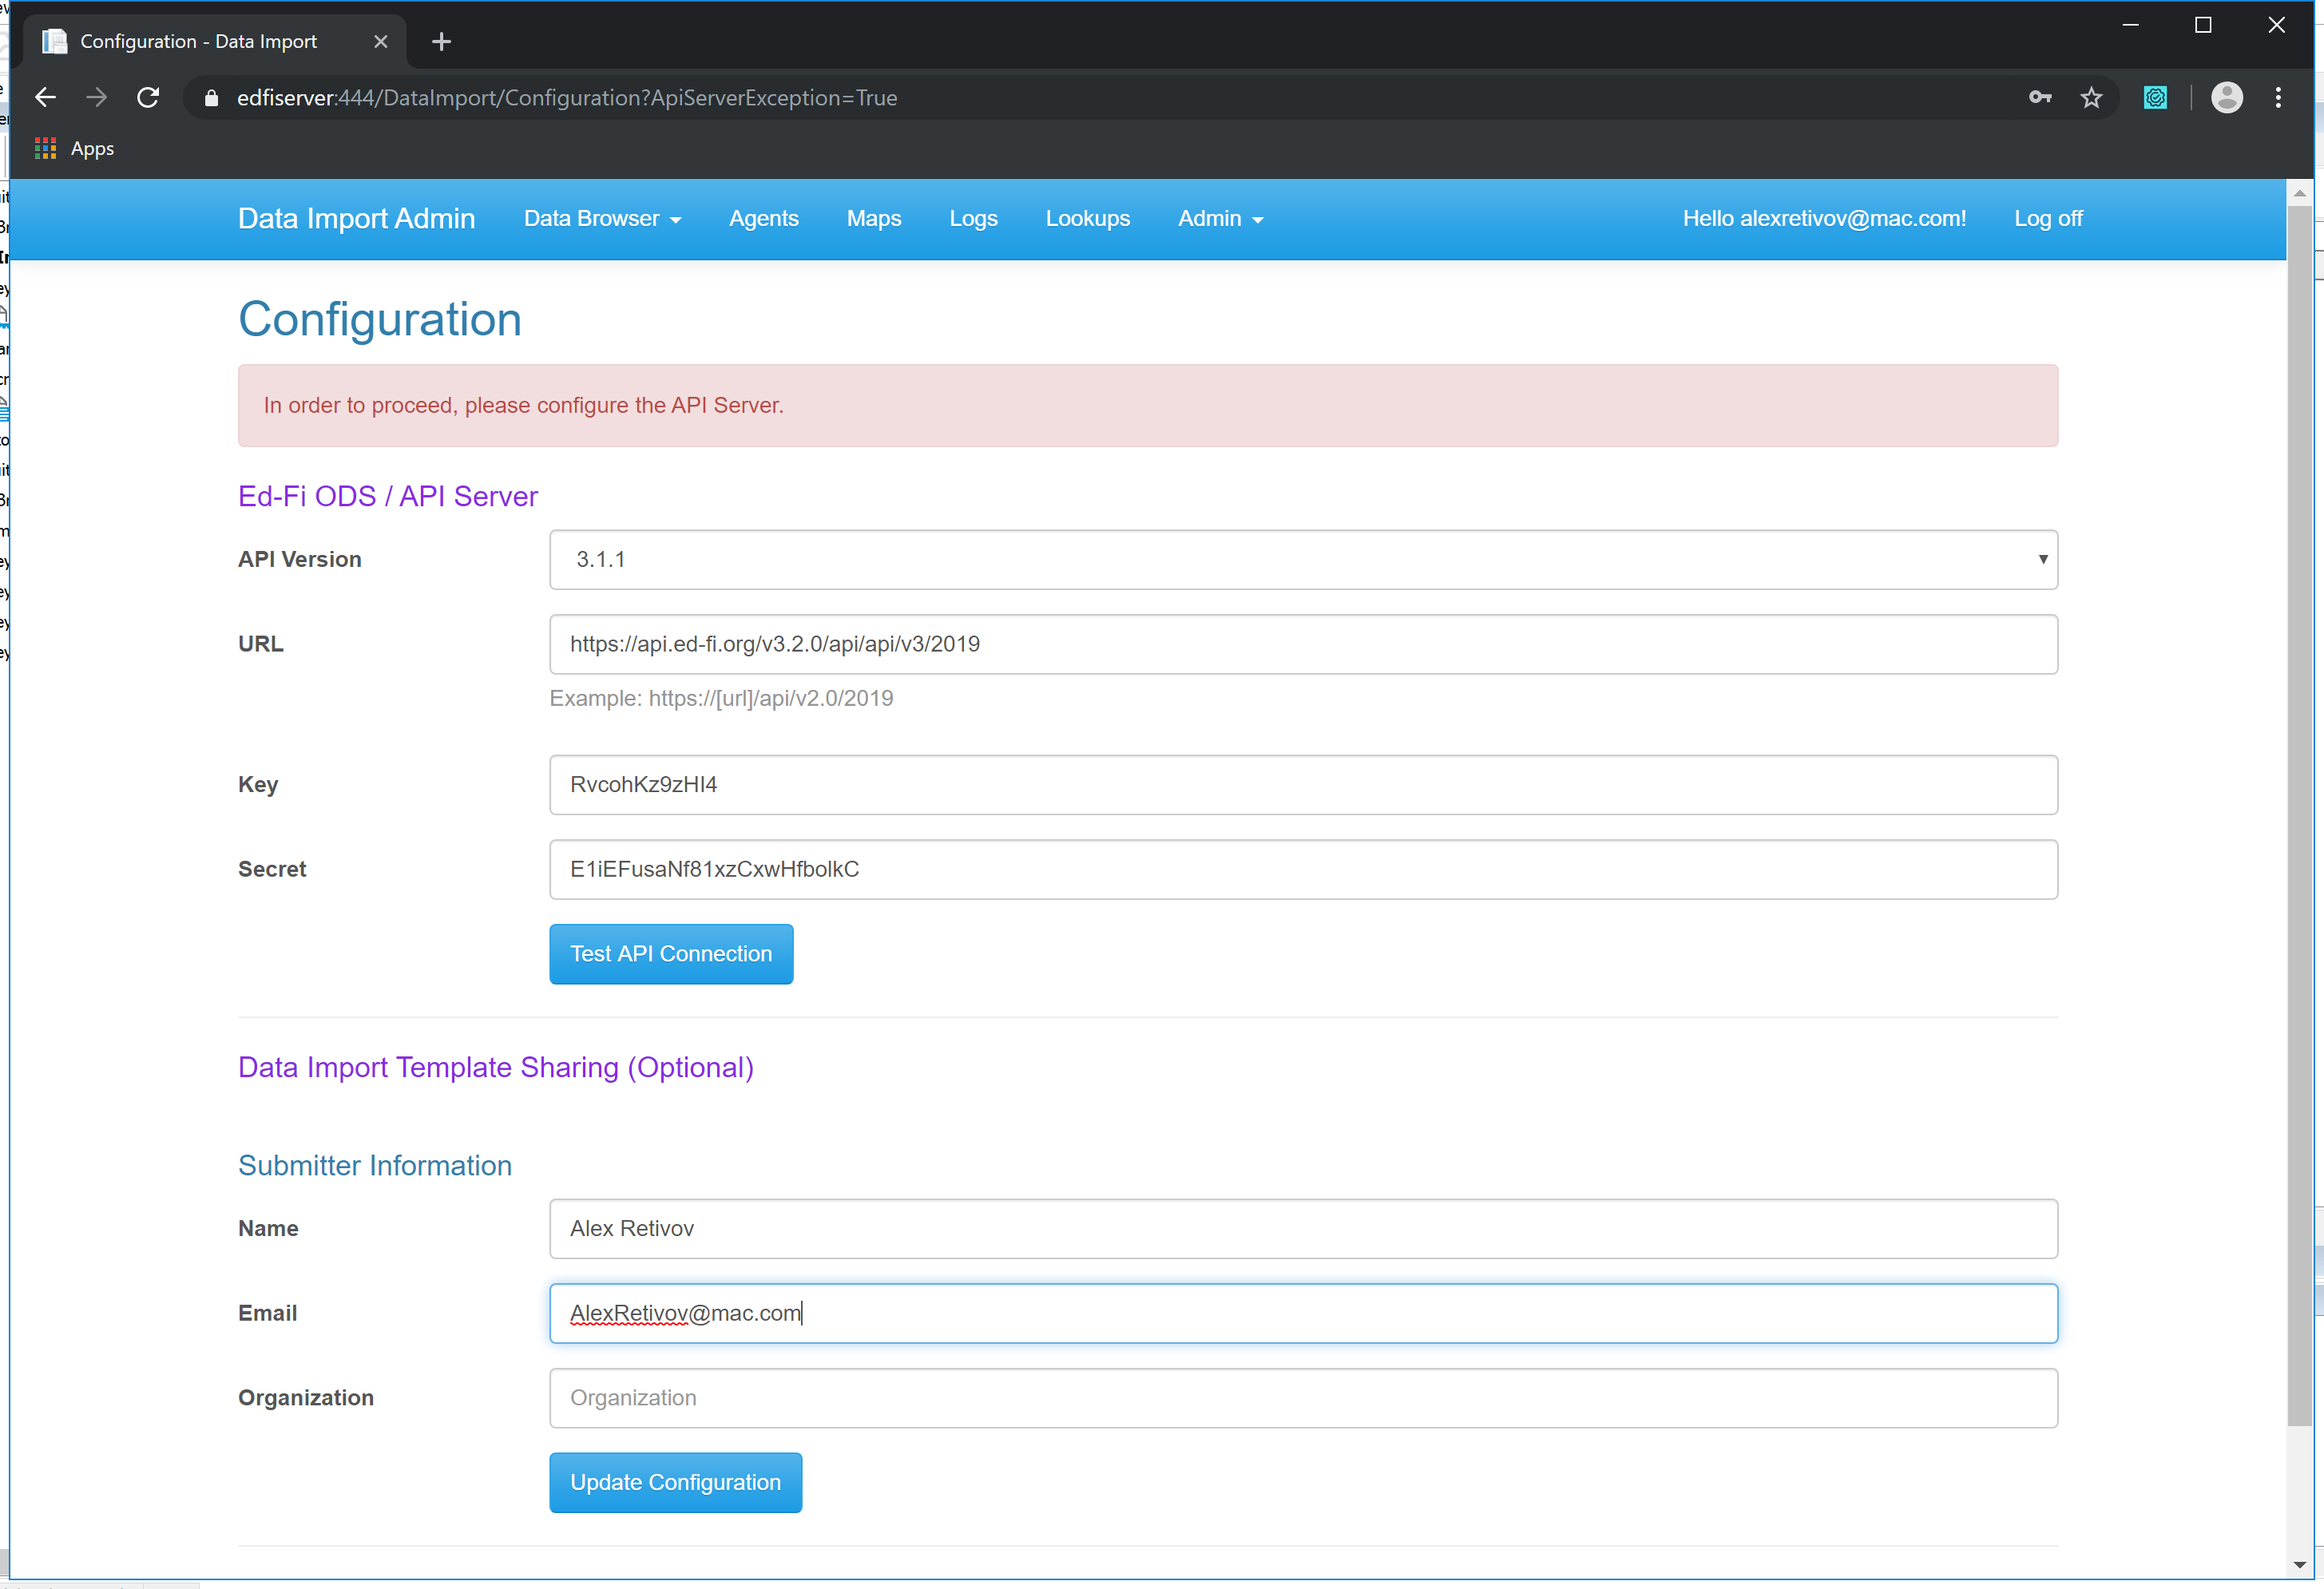 Configuration - Data Import
edfiserver:444/DataImport/Configuration?ApiServerException=True
Apps
Data Import Admin Data Browser Agents Maps Logs Lookups Admin Hello alexretivov@mac.com! Log off
Configuration
In order to proceed, please configure the API Server.
Ed-Fi ODS / API Server
API Version 3.1.1
URL https://api.ed-fi.org/v3.2.0/api/api/v3/2019
Example: https://[url]/api/v2.0/2019
Key RvcohKz9zHI4
Secret E1iEFusaNf81xzCxwHfbolkC
Test API Connection
Data Import Template Sharing (Optional)
Submitter Information
Name Alex Retivov
Email AlexRetivov@mac.com
Organization Organization
Update Configuration